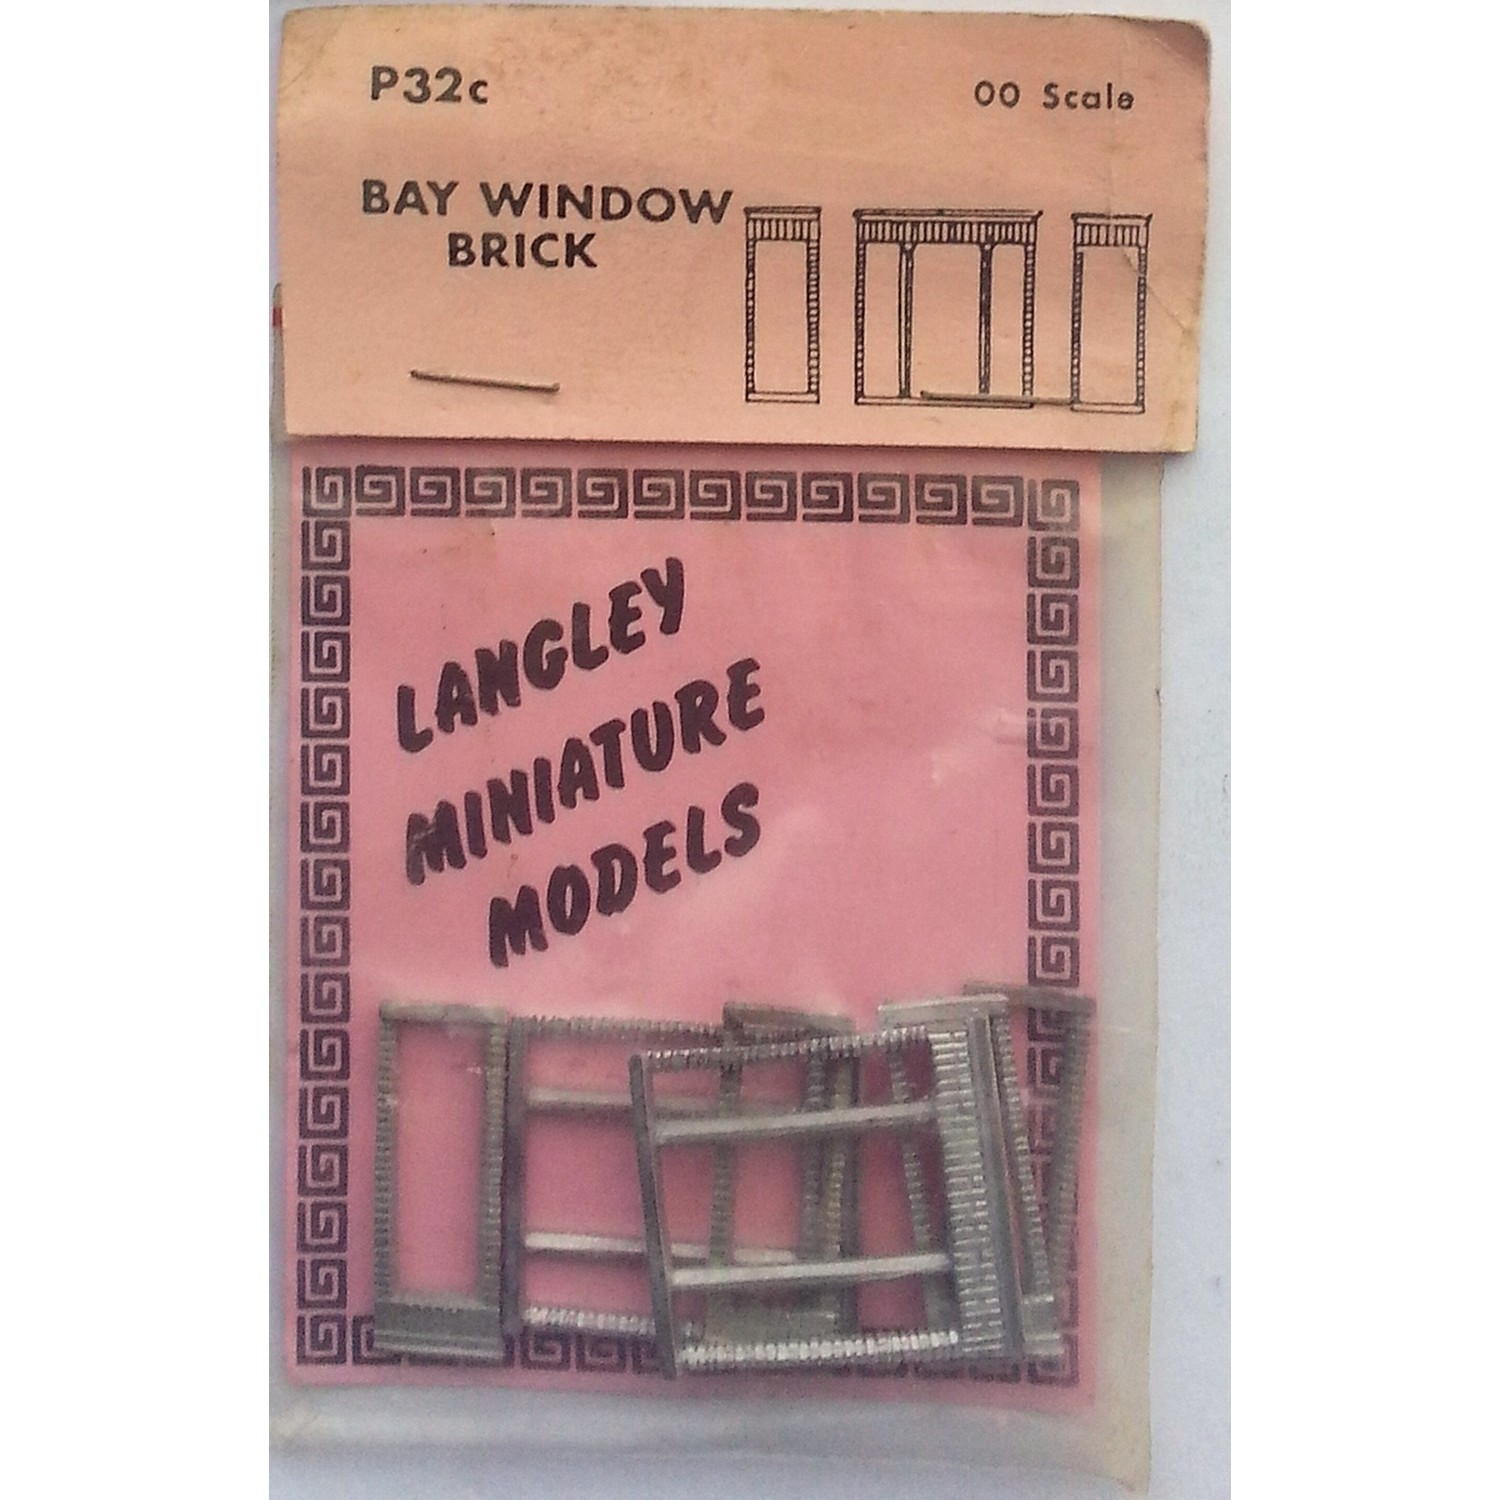 P32c
00 Scale
BAY WINDOW
BRICK
LANGLEY
MINIATURE
MODELS